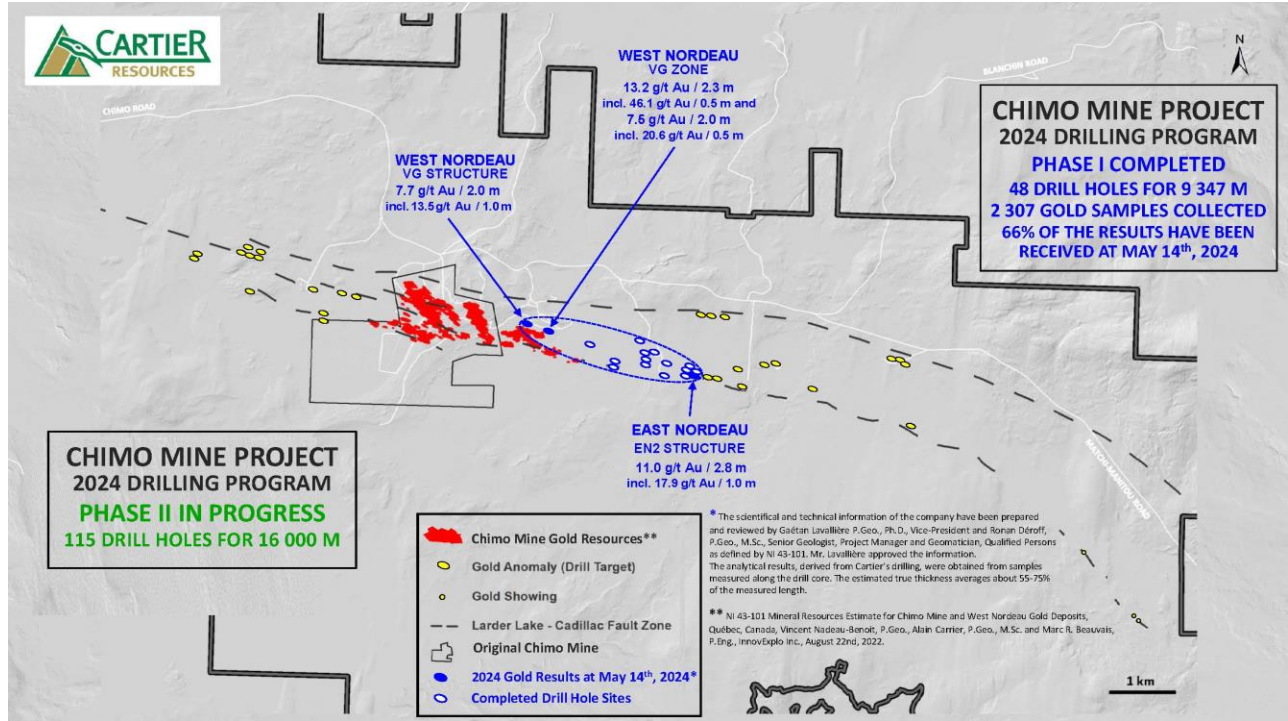 CARTIER
RESOURCES
CHIMO ROAD
WEST NORDEAU
VG ZONE
13.2 g/t Au / 2.3 m
incl. 46.1 g/t Au / 0.5 m and
7.5 g/t Au / 2.0 m
incl. 20.6 g/t Au / 0.5 m
WEST NORDEAU
VG STRUCTURE
7.7 g/t Au / 2.0 m
incl. 13.5 g/t Au / 1.0 m
BLANCHIN ROAD
N
CHIMO MINE PROJECT
2024 DRILLING PROGRAM
PHASE I COMPLETED
48 DRILL HOLES FOR 9 347 M
2 307 GOLD SAMPLES COLLECTED
66% OF THE RESULTS HAVE BEEN
RECEIVED AT MAY 14th, 2024
EAST NORDEAU
EN2 STRUCTURE
11.0 g/t Au / 2.8 m
incl. 17.9 g/t Au / 1.0 m
MATCHI-MANITOU ROAD
CHIMO MINE PROJECT
2024 DRILLING PROGRAM
PHASE II IN PROGRESS
115 DRILL HOLES FOR 16 000 M
Chimo Mine Gold Resources**
Gold Anomaly (Drill Target)
Gold Showing
Larder Lake - Cadillac Fault Zone
Original Chimo Mine
2024 Gold Results at May 14th, 2024*
Completed Drill Hole Sites
* The scientifical and technical information of the company have been prepared
and reviewed by Gaétan Lavallière P.Geo., Ph.D., Vice-President and Ronan Déroff,
P.Geo., M.Sc., Senior Geologist, Project Manager and Geomatician, Qualified Persons
as defined by NI 43-101. Mr. Lavallière approved the information.
The analytical results, derived from Cartier's drilling, were obtained from samples
measured along the drill core. The estimated true thickness averages about 55-75%
of the measured length.
** NI 43-101 Mineral Resources Estimate for Chimo Mine and West Nordeau Gold Deposits,
Québec, Canada, Vincent Nadeau-Benoit, P.Geo., Alain Carrier, P.Geo., M.Sc. and Marc R. Beauvais,
P.Eng., InnovExplo Inc., August 22nd, 2022.
1 km